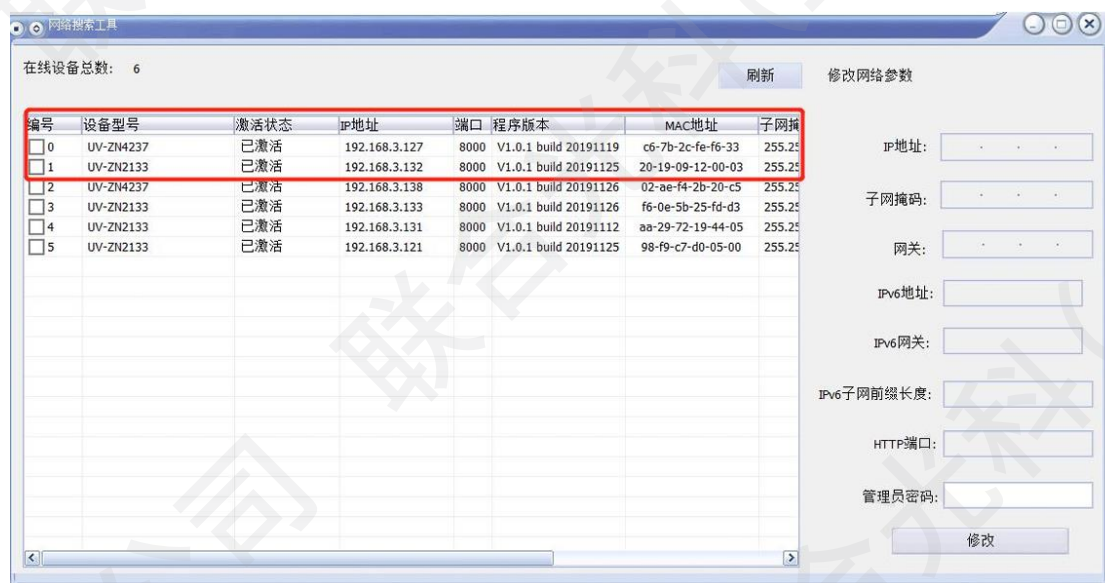 网络搜索工具
在线设备总数: 6
刷新
修改网络参数
编号 设备型号 激活状态 IP地址 端口 程序版本 MAC地址 子网掩
0 UV-ZN4237 已激活 192.168.3.127 8000 V1.0.1 build 20191119 c6-7b-2c-fe-f6-33 255.25
1 UV-ZN2133 已激活 192.168.3.132 8000 V1.0.1 build 20191125 20-19-09-12-00-03 255.25
2 UV-ZN4237 已激活 192.168.3.138 8000 V1.0.1 build 20191126 02-ae-f4-2b-20-c5 255.25
3 UV-ZN2133 已激活 192.168.3.133 8000 V1.0.1 build 20191126 f6-0e-5b-25-fd-d3 255.25
4 UV-ZN2133 已激活 192.168.3.131 8000 V1.0.1 build 20191112 aa-29-72-19-44-05 255.25
5 UV-ZN2133 已激活 192.168.3.121 8000 V1.0.1 build 20191125 98-f9-c7-d0-05-00 255.25
IP地址:
子网掩码:
网关:
IPv6地址:
IPv6网关:
IPv6子网前缀长度:
HTTP端口:
管理员密码:
修改
联合光科(
公司
合光科